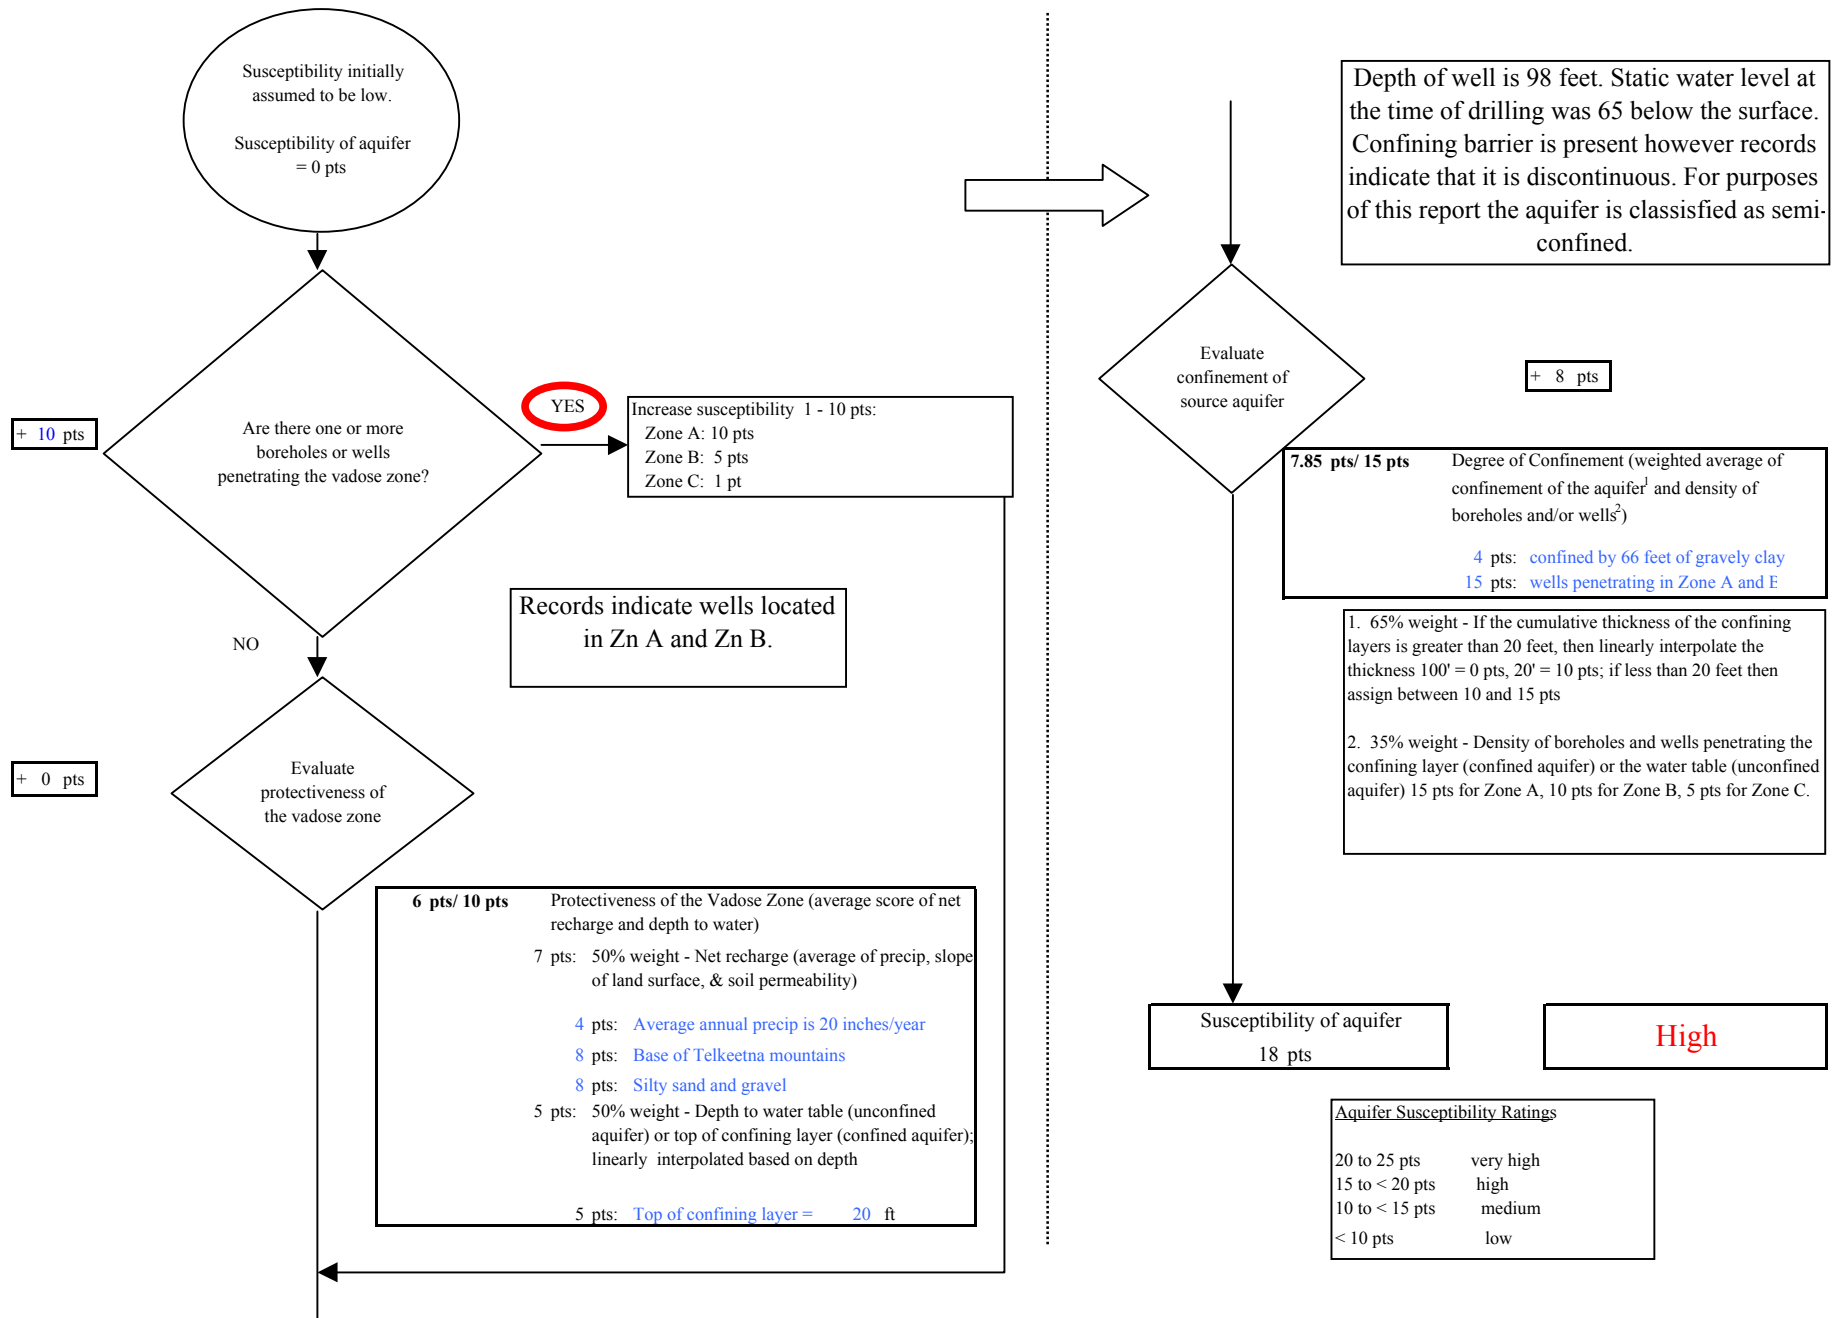 Susceptibility initially
assumed to be low.
Susceptibility of aquifer
= 0 pts
+ 10 pts
Are there one or more
boreholes or wells
penetrating the vadose zone?
YES
Increase susceptibility 1 - 10 pts:
Zone A: 10 pts
Zone B: 5 pts
Zone C: 1 pt
Records indicate wells located
in Zn A and Zn B.
NO
+ 0 pts
Evaluate
protectiveness of
the vadose zone
6 pts/ 10 pts
Protectiveness of the Vadose Zone (average score of net
recharge and depth to water)
7 pts: 50% weight - Net recharge (average of precip, slope
of land surface, & soil permeability)
4 pts: Average annual precip is 20 inches/year
8 pts: Base of Telkeetna mountains
8 pts: Silty sand and gravel
5 pts: 50% weight - Depth to water table (unconfined
aquifer) or top of confining layer (confined aquifer);
linearly interpolated based on depth
5 pts: Top of confining layer = 20 ft
Depth of well is 98 feet. Static water level at
the time of drilling was 65 below the surface.
Confining barrier is present however records
indicate that it is discontinuous. For purposes
of this report the aquifer is classisfied as semi-
confined.
Evaluate
confinement of
source aquifer
+ 8 pts
7.85 pts/ 15 pts
Degree of Confinement (weighted average of
confinement of the aquifer1 and density of
boreholes and/or wells2)
4 pts: confined by 66 feet of gravely clay
15 pts: wells penetrating in Zone A and
1. 65% weight - If the cumulative thickness of the confining
layers is greater than 20 feet, then linearly interpolate the
thickness 100' = 0 pts, 20' = 10 pts; if less than 20 feet then
assign between 10 and 15 pts
2. 35% weight - Density of boreholes and wells penetrating the
confining layer (confined aquifer) or the water table (unconfined
aquifer) 15 pts for Zone A, 10 pts for Zone B, 5 pts for Zone C.
Susceptibility of aquifer
18 pts
High
Aquifer Susceptibility Ratings
20 to 25 pts very high
15 to < 20 pts high
10 to < 15 pts medium
< 10 pts low